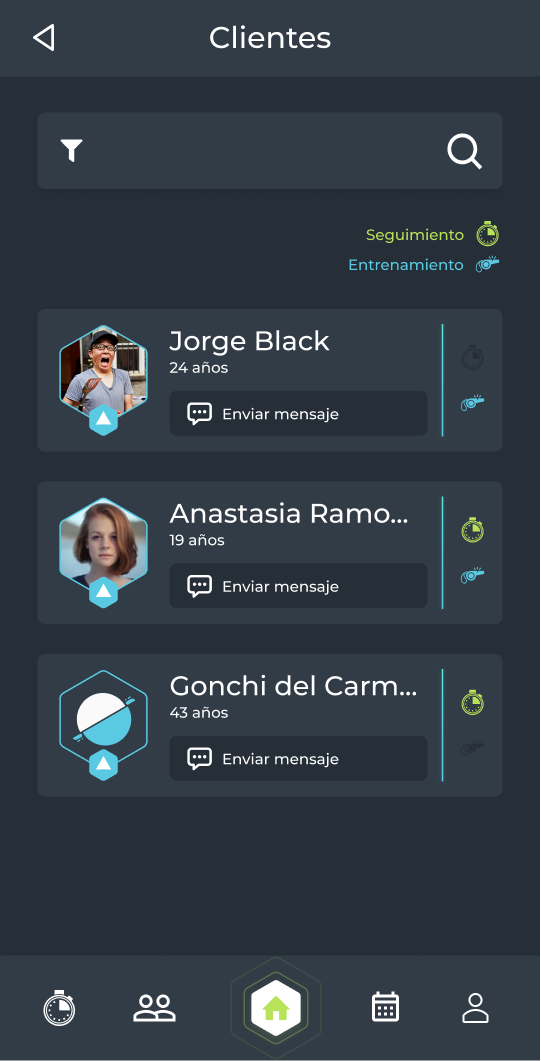 Clientes
Seguimiento
Entrenamiento
Jorge Black
24 años
Enviar mensaje
Anastasia Ramo...
19 años
Enviar mensaje
Gonchi del Carm...
43 años
Enviar mensaje